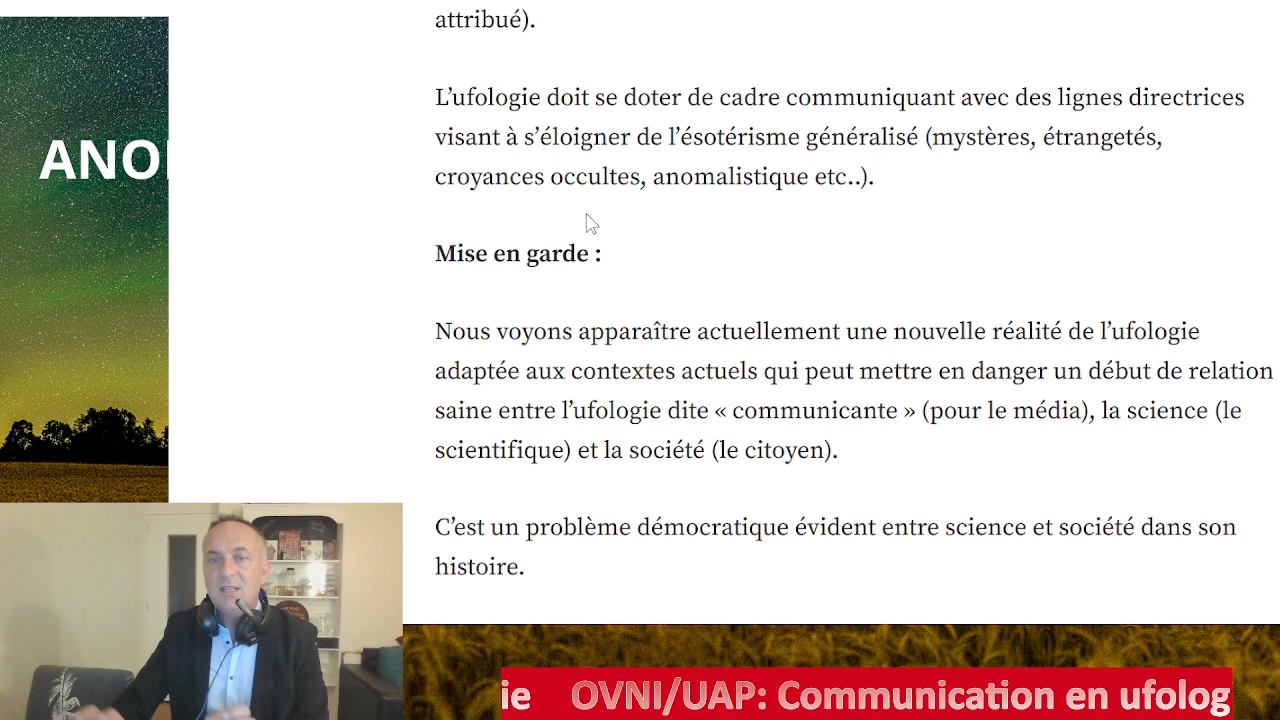 attribué).
L’ufologie doit se doter de cadre communiquant avec des lignes directrices
visant à s’éloigner de l’ésotérisme généralisé (mystères, étrangetés,
croyances occultes, anomalistique etc..).
Mise en garde :
Nous voyons apparaître actuellement une nouvelle réalité de l’ufologie
adaptée aux contextes actuels qui peut mettre en danger un début de relation
saine entre l’ufologie dite « communicante » (pour le média), la science (le
scientifique) et la société (le citoyen).
C’est un problème démocratique évident entre science et société dans son
histoire.
ANO
ie OVNI/UAP: Communication en ufolog